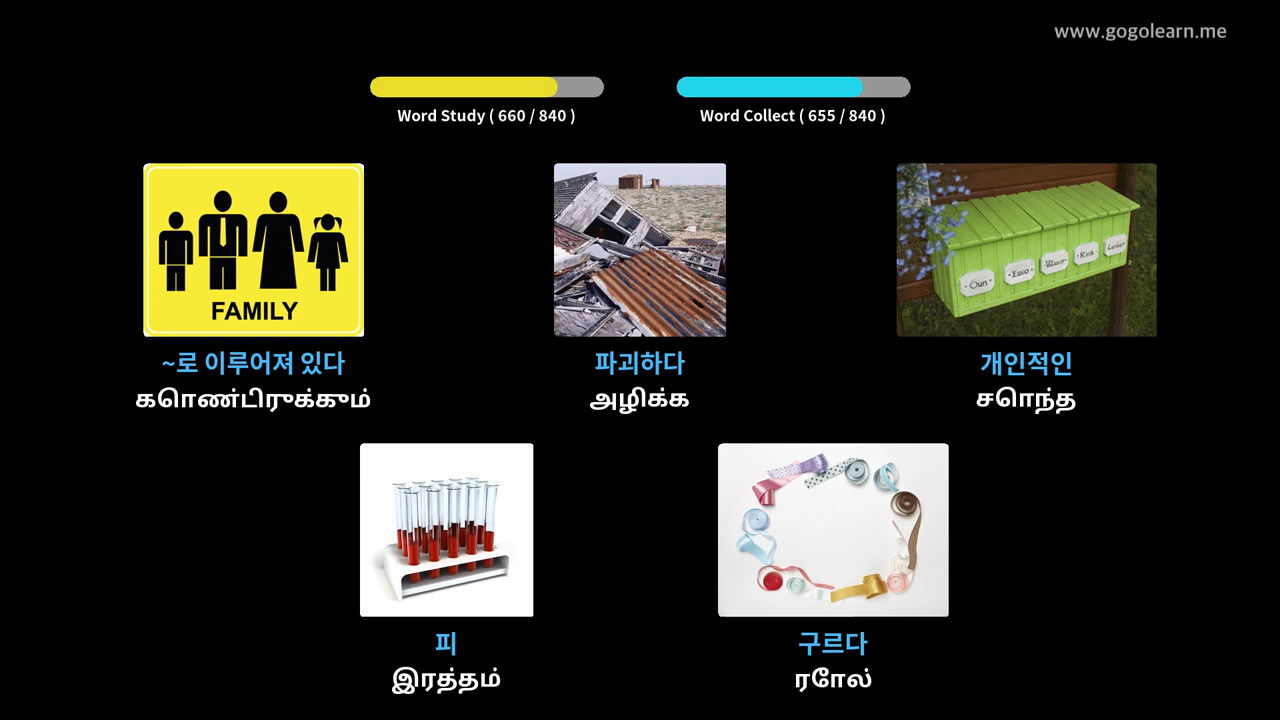 www.gogolearn.me
Word Study ( 660 / 840 )
Word Collect ( 655 / 840 )
FAMILY
~로 이루어져 있다
கொண்டிருக்கும்
파괴하다
அழிக்க
개인적인
சொந்த
피
இரத்தம்
구르다
ரோல்